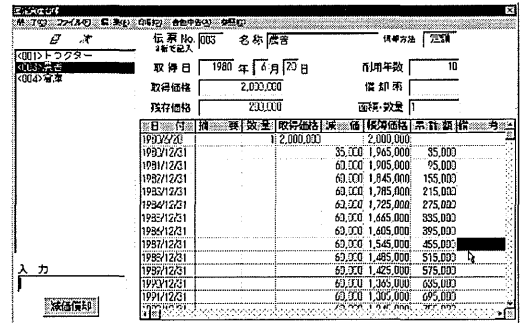 目 次
<001>トラクター
<004>倉庫
入 力
減価償却
伝票No. 003 名称 農舎 償却方法 定額
3桁で記入
取得日 1980 年 6 月 20 日 耐用年数 10
取得価格 2,000,000 償却率
残存価格 200,000 面積・数量 1
日 付 摘 要 数量 取得価格 減 価 帳簿価格 累計額 備 考
1980/6/20 1 2,000,000 2,000,000
1980/12/31 35,000 1,965,000 35,000
1981/12/31 60,000 1,905,000 95,000
1982/12/31 60,000 1,845,000 155,000
1983/12/31 60,000 1,785,000 215,000
1984/12/31 60,000 1,725,000 275,000
1985/12/31 60,000 1,665,000 335,000
1986/12/31 60,000 1,605,000 395,000
1987/12/31 60,000 1,545,000 455,000
1988/12/31 60,000 1,485,000 515,000
1989/12/31 60,000 1,425,000 575,000
1990/12/31 60,000 1,365,000 635,000
1991/12/31 60,000 1,305,000 695,000